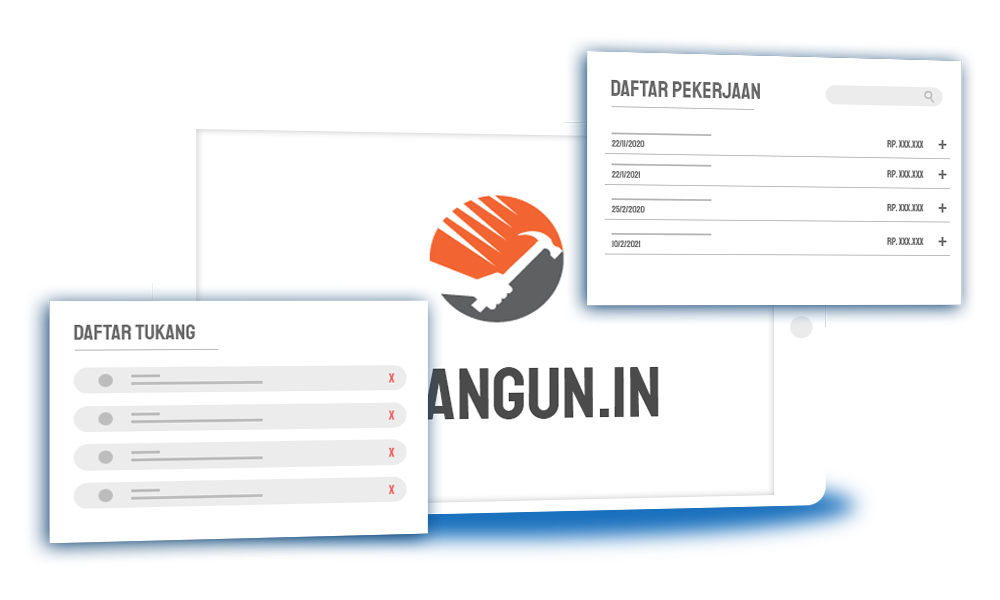 DAFTAR PEKERJAAN
22/11/2020 RP. XXX.XXX +
22/1/2021 RP. XXX.XXX +
25/2/2020 RP. XXX.XXX +
10/2/2021 RP. XXX.XXX +
DAFTAR TUKANG
X
X
X
X
ANGUN.IN